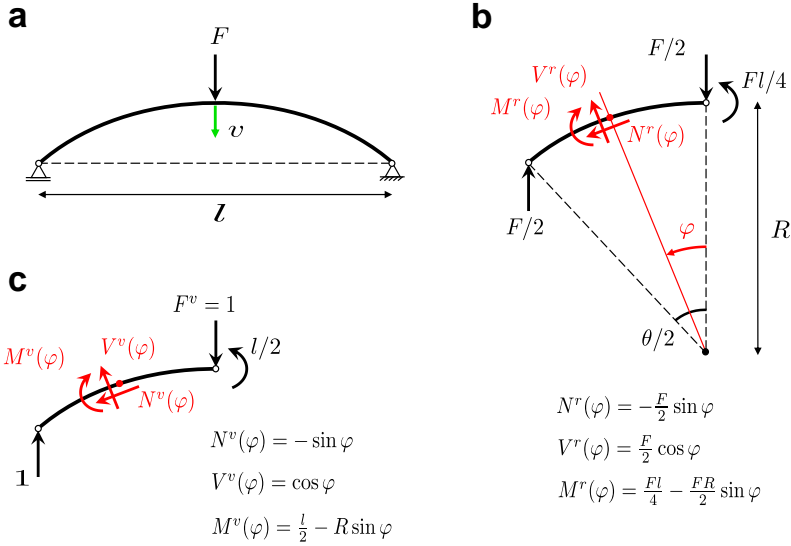 a
F
v
l
b
F/2
Fl/4
V^r(φ)
M^r(φ)
N^r(φ)
F/2
φ
R
θ/2
N^r(φ) = −F/2 sin φ
V^r(φ) = F/2 cos φ
M^r(φ) = Fl/4 − FR/2 sin φ
c
F^v = 1
l/2
M^v(φ)
V^v(φ)
N^v(φ)
1
N^v(φ) = − sin φ
V^v(φ) = cos φ
M^v(φ) = l/2 − R sin φ